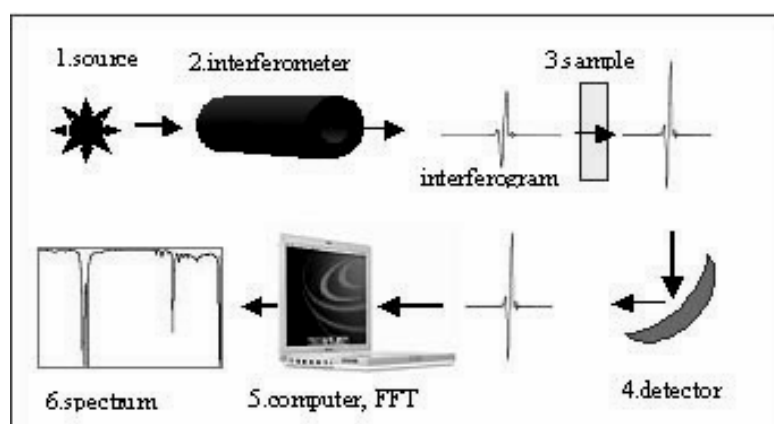 1.source
2.interferometer
3.sample
interferogram
4.detector
5.computer, FFT
6.spectrum